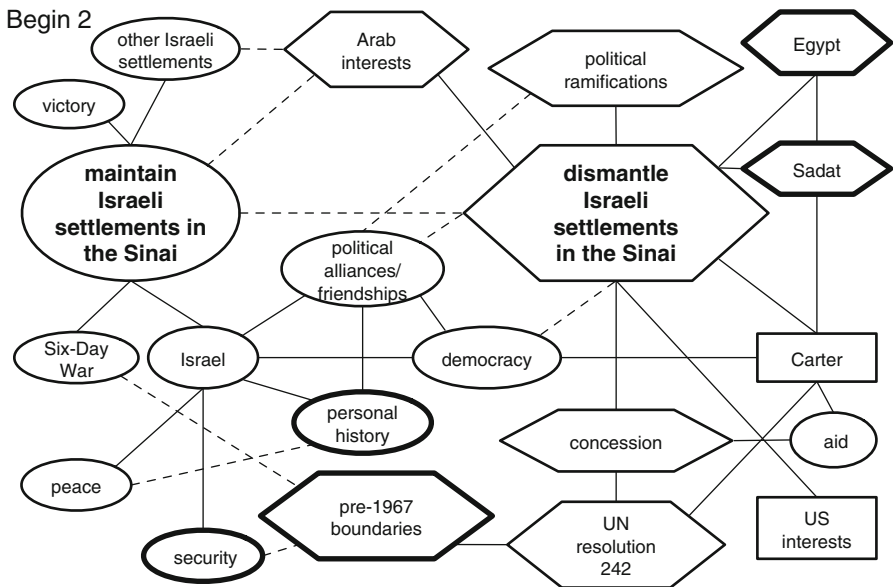 Begin 2
other Israeli
settlements
Arab
interests
political
ramifications
Egypt
victory
maintain
Israeli
settlements in
the Sinai
dismantle
Israeli
settlements
in the Sinai
Sadat
political
alliances/
friendships
Six-Day
War
Israel
democracy
Carter
personal
history
concession
aid
peace
pre-1967
boundaries
UN
resolution
242
US
interests
security